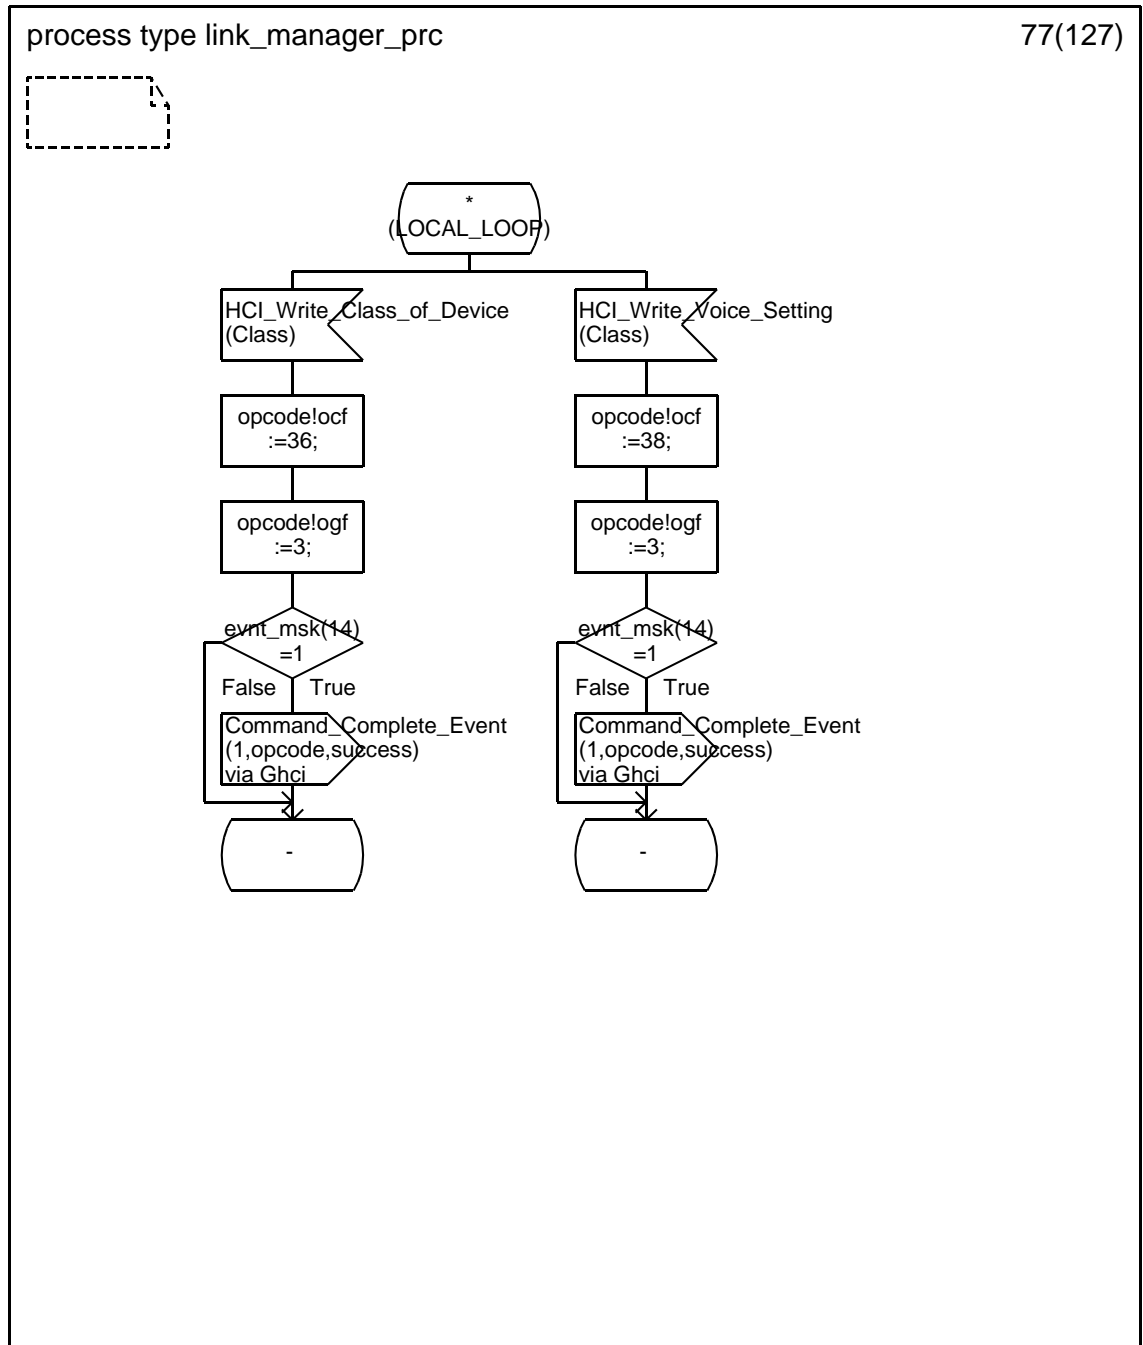 process type link_manager_prc
77(127)
*
(LOCAL_LOOP)
HCI_Write_Class_of_Device
(Class)
opcode!ocf
:=36;
opcode!ogf
:=3;
evnt_msk(14)
=1
False
True
Command_Complete_Event
(1,opcode,success)
via Ghci
-
HCI_Write_Voice_Setting
(Class)
opcode!ocf
:=38;
opcode!ogf
:=3;
evnt_msk(14)
=1
False
True
Command_Complete_Event
(1,opcode,success)
via Ghci
-